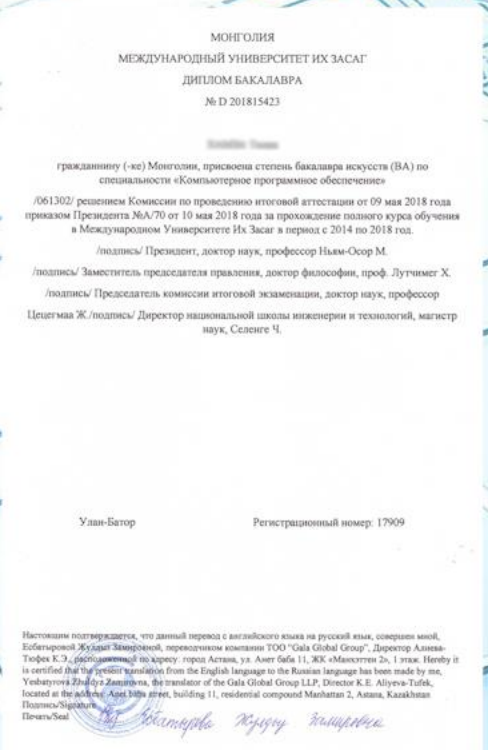 МОНГОЛИЯ
МЕЖДУНАРОДНЫЙ УНИВЕРСИТЕТ ИХ ЗАСАГ
ДИПЛОМ БАКАЛАВРА
№ D 201815423
гражданнину (-ке) Монголии, присвоена степень бакалавра искусств (BA) по
специальности «Компьютерное программное обеспечение»
/061302/ решением Комиссии по проведению итоговой аттестации от 09 мая 2018 года
приказом Президента №А/70 от 10 мая 2018 года за прохождение полного курса обучения
в Международном Университете Их Засаг в период с 2014 по 2018 год.
/подпись/ Президент, доктор наук, профессор Ньям-Осор М.
/подпись/ Заместитель председателя правления, доктор философии, проф. Лутчимег Х.
/подпись/ Председатель комиссии итоговой экзаменации, доктор наук, профессор
Цецегмаа Ж./подпись/ Директор национальной школы инженерии и технологий, магистр
наук, Селенге Ч.
Улан-Батор Регистрационный номер: 17909
Настоящим подтверждается, что данный перевод с английского языка на русский язык, совершен мной,
Есбатыровой Жулдыз Замировной, переводчиком компании ТОО "Gala Global Group", Директор Алиева-
Тюфек К.Э., расположенной по адресу: город Астана, ул. Анет баба 11, ЖК «Манхэттен 2», 1 этаж. Hereby it
is certified that the present translation from the English language to the Russian language has been made by me,
Yesbatyrova Zhuldyz Zamirovna, the translator of the Gala Global Group LLP, Director K.E. Aliyeva-Tufek,
located at the address: Anet baba street, building 11, residential compound Manhattan 2, Astana, Kazakhstan
Подпись/Signature
Печать/Seal Есбатырова Жулдыз Замировна